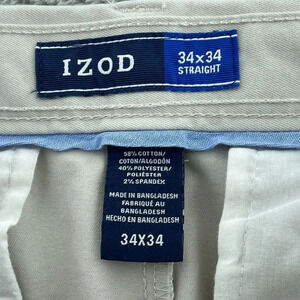 IZOD
34x34
STRAIGHT
58% COTTON/
COTON/ALGODÓN
40% POLYESTER/
POLIÉSTER
2% SPANDEX
MADE IN BANGLADESH
FABRIQUÉ AU
BANGLADESH
HECHO EN BANGLADESH
34X34